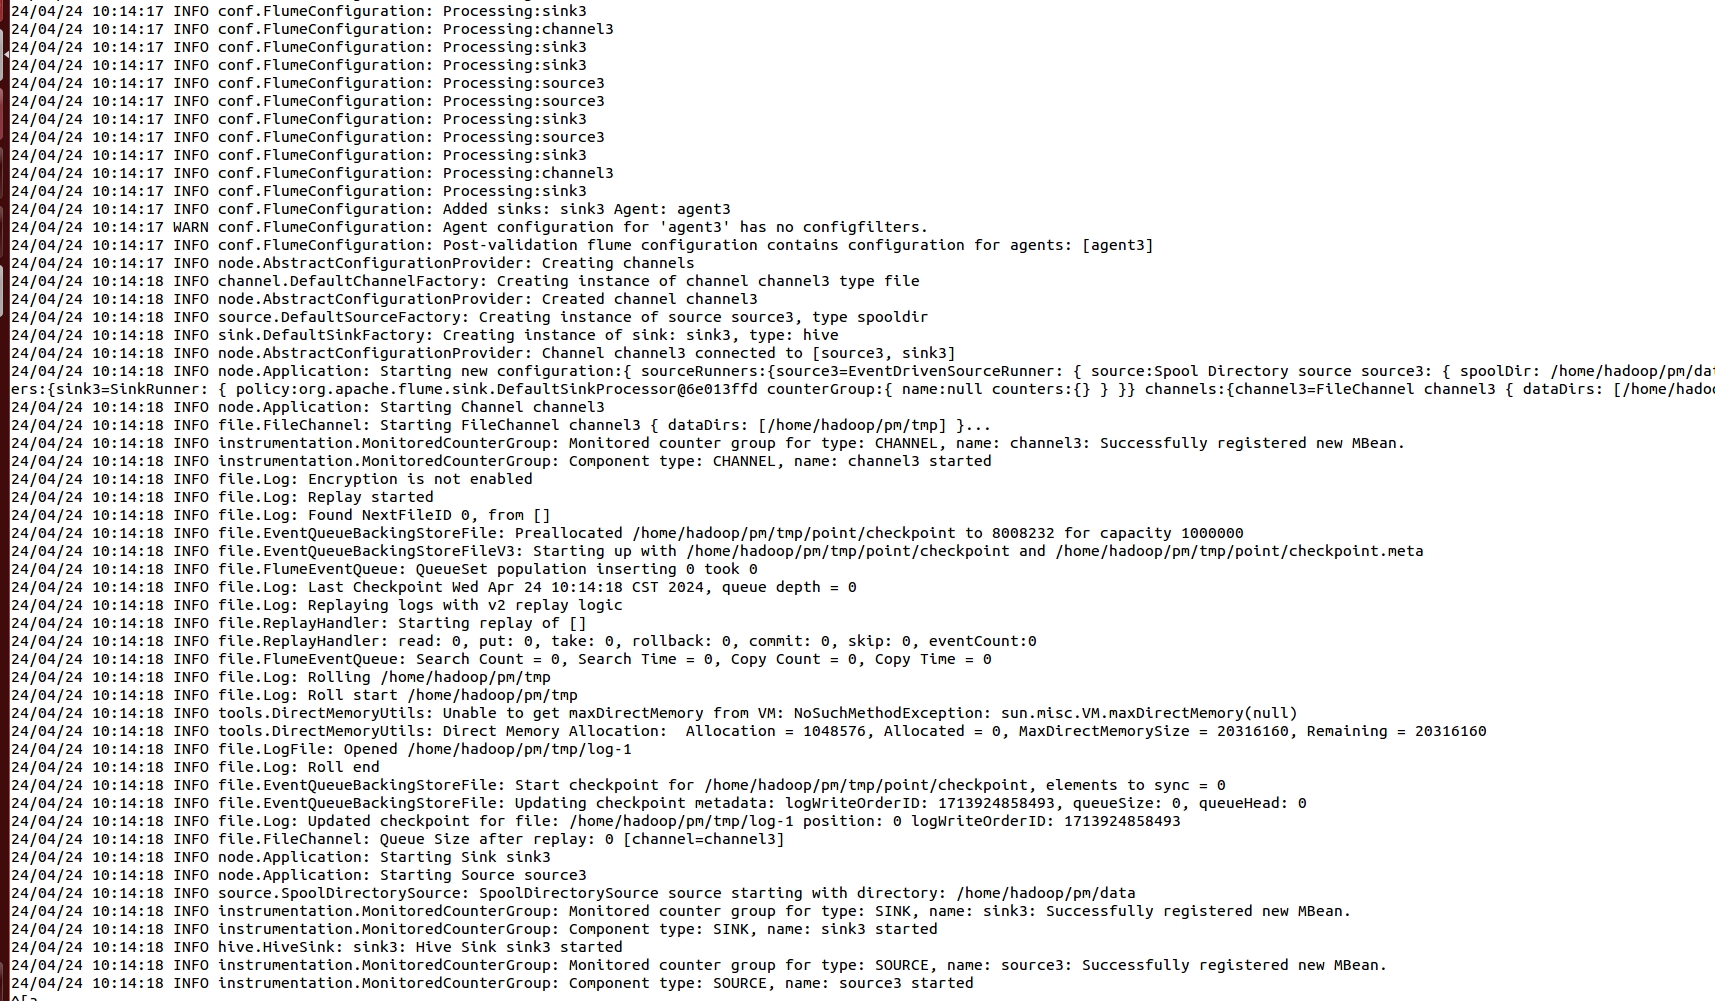 24/04/24 10:14:17 INFO conf.FlumeConfiguration: Processing:sink3
24/04/24 10:14:17 INFO conf.FlumeConfiguration: Processing:channel3
24/04/24 10:14:17 INFO conf.FlumeConfiguration: Processing:sink3
24/04/24 10:14:17 INFO conf.FlumeConfiguration: Processing:sink3
24/04/24 10:14:17 INFO conf.FlumeConfiguration: Processing:source3
24/04/24 10:14:17 INFO conf.FlumeConfiguration: Processing:source3
24/04/24 10:14:17 INFO conf.FlumeConfiguration: Processing:sink3
24/04/24 10:14:17 INFO conf.FlumeConfiguration: Processing:source3
24/04/24 10:14:17 INFO conf.FlumeConfiguration: Processing:sink3
24/04/24 10:14:17 INFO conf.FlumeConfiguration: Processing:channel3
24/04/24 10:14:17 INFO conf.FlumeConfiguration: Processing:sink3
24/04/24 10:14:17 INFO conf.FlumeConfiguration: Added sinks: sink3 Agent: agent3
24/04/24 10:14:17 WARN conf.FlumeConfiguration: Agent configuration for 'agent3' has no configfilters.
24/04/24 10:14:17 INFO conf.FlumeConfiguration: Post-validation flume configuration contains configuration for agents: [agent3]
24/04/24 10:14:17 INFO node.AbstractConfigurationProvider: Creating channels
24/04/24 10:14:18 INFO channel.DefaultChannelFactory: Creating instance of channel channel3 type file
24/04/24 10:14:18 INFO node.AbstractConfigurationProvider: Created channel channel3
24/04/24 10:14:18 INFO source.DefaultSourceFactory: Creating instance of source source3, type spooldir
24/04/24 10:14:18 INFO sink.DefaultSinkFactory: Creating instance of sink: sink3, type: hive
24/04/24 10:14:18 INFO node.AbstractConfigurationProvider: Channel channel3 connected to [source3, sink3]
24/04/24 10:14:18 INFO node.Application: Starting new configuration:{ sourceRunners:{source3=EventDrivenSourceRunner: { source:Spool Directory source source3: { spoolDir: /home/hadoop/pm/dat
ers:{sink3=SinkRunner: { policy:org.apache.flume.sink.DefaultSinkProcessor@6e013ffd counterGroup:{ name:null counters:{} } }} channels:{channel3=FileChannel channel3 { dataDirs: [/home/hadoo
24/04/24 10:14:18 INFO node.Application: Starting Channel channel3
24/04/24 10:14:18 INFO file.FileChannel: Starting FileChannel channel3 { dataDirs: [/home/hadoop/pm/tmp] }...
24/04/24 10:14:18 INFO instrumentation.MonitoredCounterGroup: Monitored counter group for type: CHANNEL, name: channel3: Successfully registered new MBean.
24/04/24 10:14:18 INFO instrumentation.MonitoredCounterGroup: Component type: CHANNEL, name: channel3 started
24/04/24 10:14:18 INFO file.Log: Encryption is not enabled
24/04/24 10:14:18 INFO file.Log: Replay started
24/04/24 10:14:18 INFO file.Log: Found NextFileID 0, from []
24/04/24 10:14:18 INFO file.EventQueueBackingStoreFile: Preallocated /home/hadoop/pm/tmp/point/checkpoint to 8008232 for capacity 1000000
24/04/24 10:14:18 INFO file.EventQueueBackingStoreFileV3: Starting up with /home/hadoop/pm/tmp/point/checkpoint and /home/hadoop/pm/tmp/point/checkpoint.meta
24/04/24 10:14:18 INFO file.FlumeEventQueue: QueueSet population inserting 0 took 0
24/04/24 10:14:18 INFO file.Log: Last Checkpoint Wed Apr 24 10:14:18 CST 2024, queue depth = 0
24/04/24 10:14:18 INFO file.Log: Replaying logs with v2 replay logic
24/04/24 10:14:18 INFO file.ReplayHandler: Starting replay of []
24/04/24 10:14:18 INFO file.ReplayHandler: read: 0, put: 0, take: 0, rollback: 0, commit: 0, skip: 0, eventCount:0
24/04/24 10:14:18 INFO file.FlumeEventQueue: Search Count = 0, Search Time = 0, Copy Count = 0, Copy Time = 0
24/04/24 10:14:18 INFO file.Log: Rolling /home/hadoop/pm/tmp
24/04/24 10:14:18 INFO file.Log: Roll start /home/hadoop/pm/tmp
24/04/24 10:14:18 INFO tools.DirectMemoryUtils: Unable to get maxDirectMemory from VM: NoSuchMethodException: sun.misc.VM.maxDirectMemory(null)
24/04/24 10:14:18 INFO tools.DirectMemoryUtils: Direct Memory Allocation:  Allocation = 1048576, Allocated = 0, MaxDirectMemorySize = 20316160, Remaining = 20316160
24/04/24 10:14:18 INFO file.LogFile: Opened /home/hadoop/pm/tmp/log-1
24/04/24 10:14:18 INFO file.Log: Roll end
24/04/24 10:14:18 INFO file.EventQueueBackingStoreFile: Start checkpoint for /home/hadoop/pm/tmp/point/checkpoint, elements to sync = 0
24/04/24 10:14:18 INFO file.EventQueueBackingStoreFile: Updating checkpoint metadata: logWriteOrderID: 1713924858493, queueSize: 0, queueHead: 0
24/04/24 10:14:18 INFO file.Log: Updated checkpoint for file: /home/hadoop/pm/tmp/log-1 position: 0 logWriteOrderID: 1713924858493
24/04/24 10:14:18 INFO file.FileChannel: Queue Size after replay: 0 [channel=channel3]
24/04/24 10:14:18 INFO node.Application: Starting Sink sink3
24/04/24 10:14:18 INFO node.Application: Starting Source source3
24/04/24 10:14:18 INFO source.SpoolDirectorySource: SpoolDirectorySource source starting with directory: /home/hadoop/pm/data
24/04/24 10:14:18 INFO instrumentation.MonitoredCounterGroup: Monitored counter group for type: SINK, name: sink3: Successfully registered new MBean.
24/04/24 10:14:18 INFO instrumentation.MonitoredCounterGroup: Component type: SINK, name: sink3 started
24/04/24 10:14:18 INFO hive.HiveSink: sink3: Hive Sink sink3 started
24/04/24 10:14:18 INFO instrumentation.MonitoredCounterGroup: Monitored counter group for type: SOURCE, name: source3: Successfully registered new MBean.
24/04/24 10:14:18 INFO instrumentation.MonitoredCounterGroup: Component type: SOURCE, name: source3 started